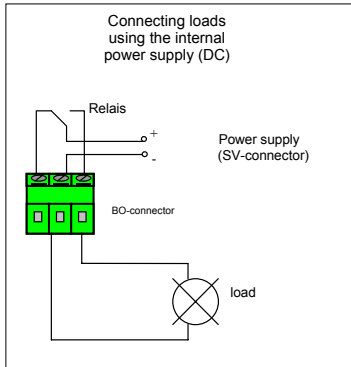 Connecting loads
using the internal
power supply (DC)
Relais
+
Power supply
-
(SV-connector)
BO-connector
load